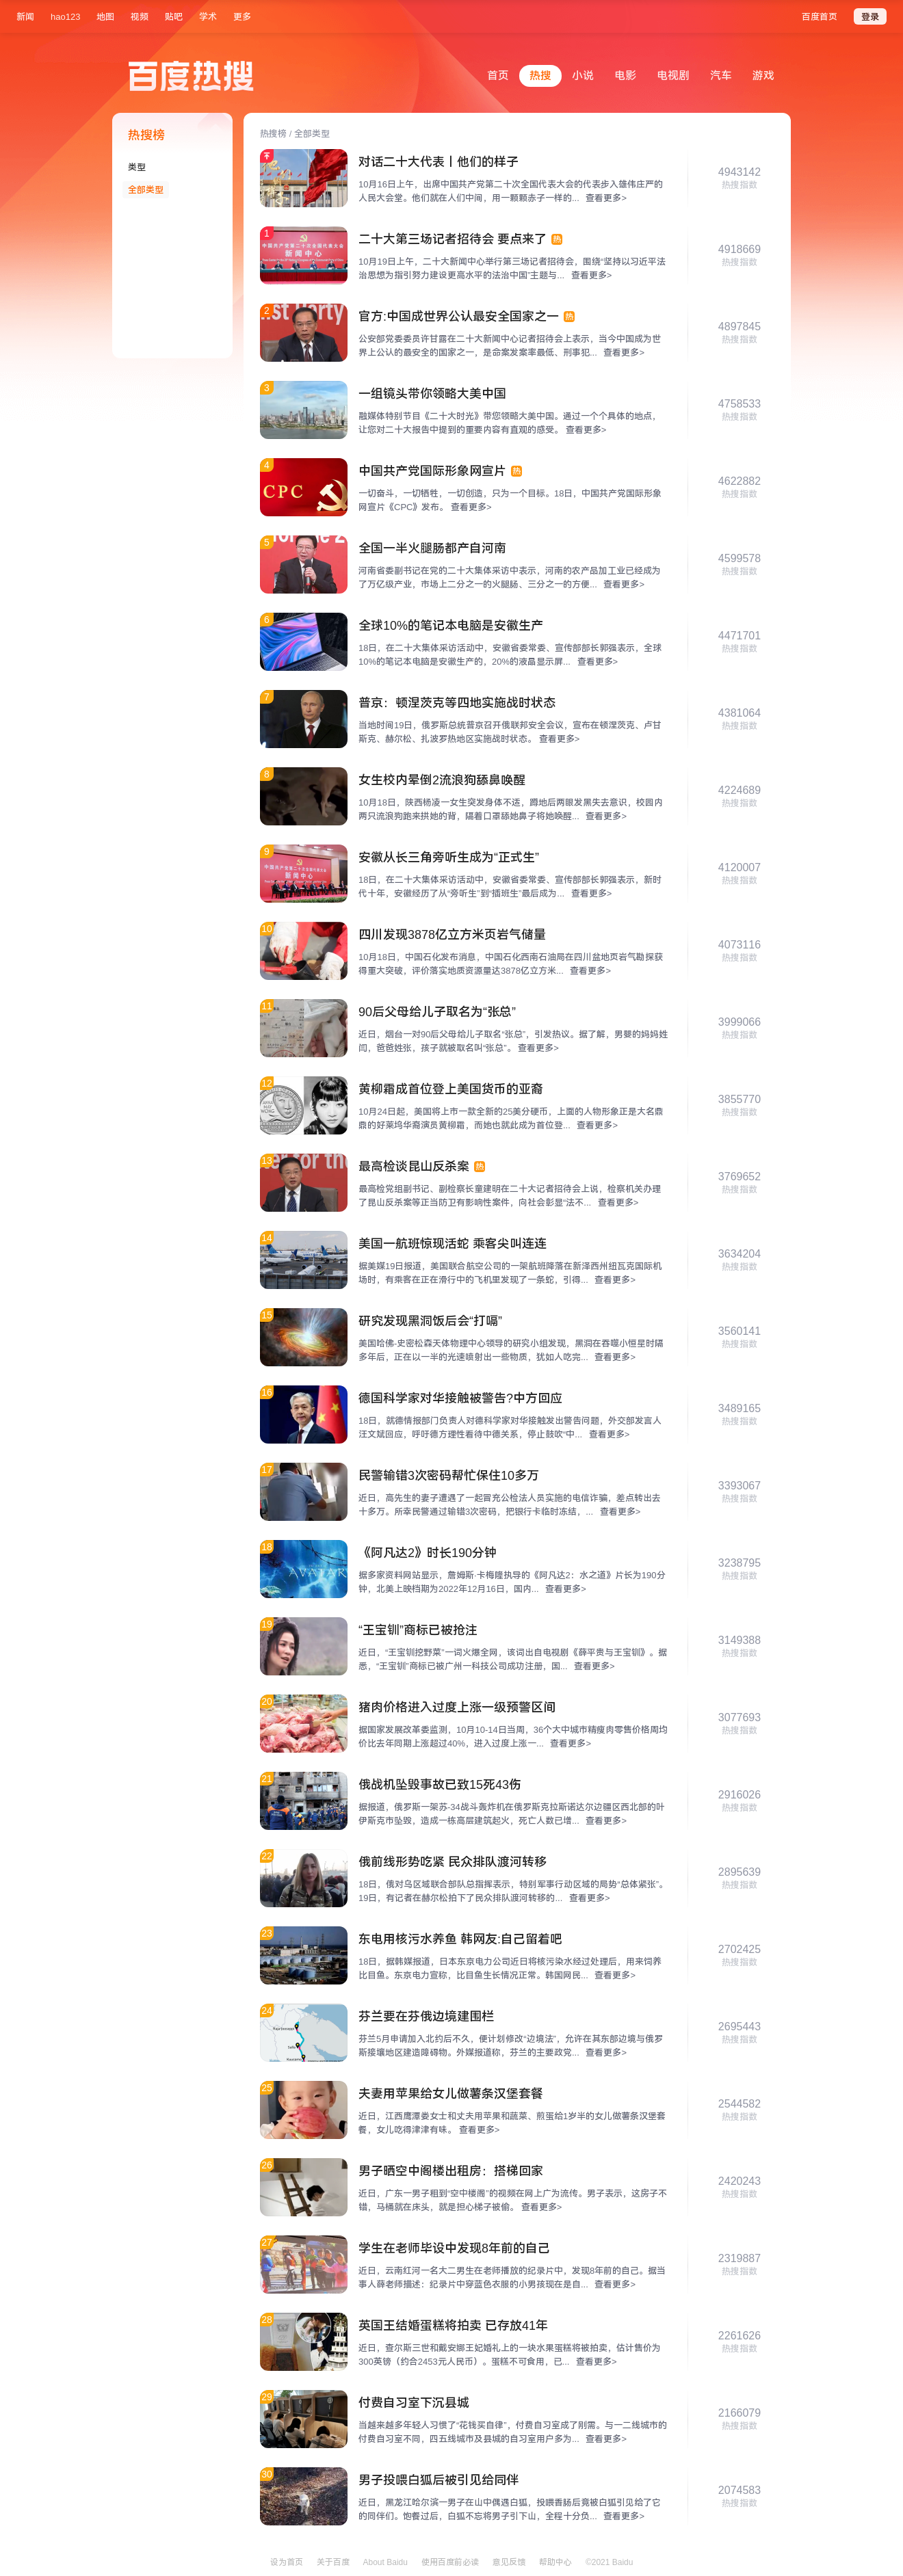 新闻 hao123 地图 视频 贴吧 学术 更多 百度首页 登录
百度热搜
首页 热搜 小说 电影 电视剧 汽车 游戏
热搜榜
类型
全部类型
热搜榜 / 全部类型
对话二十大代表丨他们的样子
10月16日上午，出席中国共产党第二十次全国代表大会的代表步入雄伟庄严的
人民大会堂。他们就在人们中间，用一颗颗赤子一样的... 查看更多>
4943142
热搜指数
1
二十大第三场记者招待会 要点来了 热
10月19日上午，二十大新闻中心举行第三场记者招待会，围绕“坚持以习近平法
治思想为指引努力建设更高水平的法治中国”主题与... 查看更多>
4918669
热搜指数
2
官方:中国成世界公认最安全国家之一 热
公安部党委委员许甘露在二十大新闻中心记者招待会上表示，当今中国成为世
界上公认的最安全的国家之一，是命案发案率最低、刑事犯... 查看更多>
4897845
热搜指数
3
一组镜头带你领略大美中国
融媒体特别节目《二十大时光》带您领略大美中国。通过一个个具体的地点，
让您对二十大报告中提到的重要内容有直观的感受。 查看更多>
4758533
热搜指数
4
CPC
中国共产党国际形象网宣片 热
一切奋斗，一切牺牲，一切创造，只为一个目标。18日，中国共产党国际形象
网宣片《CPC》发布。 查看更多>
4622882
热搜指数
5
全国一半火腿肠都产自河南
河南省委副书记在党的二十大集体采访中表示，河南的农产品加工业已经成为
了万亿级产业，市场上二分之一的火腿肠、三分之一的方便... 查看更多>
4599578
热搜指数
6
全球10%的笔记本电脑是安徽生产
18日，在二十大集体采访活动中，安徽省委常委、宣传部部长郭强表示，全球
10%的笔记本电脑是安徽生产的，20%的液晶显示屏... 查看更多>
4471701
热搜指数
7
普京：顿涅茨克等四地实施战时状态
当地时间19日，俄罗斯总统普京召开俄联邦安全会议，宣布在顿涅茨克、卢甘
斯克、赫尔松、扎波罗热地区实施战时状态。 查看更多>
4381064
热搜指数
8
女生校内晕倒2流浪狗舔鼻唤醒
10月18日，陕西杨凌一女生突发身体不适，蹲地后两眼发黑失去意识，校园内
两只流浪狗跑来拱她的背，隔着口罩舔她鼻子将她唤醒... 查看更多>
4224689
热搜指数
9
安徽从长三角旁听生成为“正式生”
18日，在二十大集体采访活动中，安徽省委常委、宣传部部长郭强表示，新时
代十年，安徽经历了从“旁听生”到“插班生”最后成为... 查看更多>
4120007
热搜指数
10
四川发现3878亿立方米页岩气储量
10月18日，中国石化发布消息，中国石化西南石油局在四川盆地页岩气勘探获
得重大突破，评价落实地质资源量达3878亿立方米... 查看更多>
4073116
热搜指数
11
90后父母给儿子取名为“张总”
近日，烟台一对90后父母给儿子取名“张总”，引发热议。据了解，男婴的妈妈姓
闫，爸爸姓张，孩子就被取名叫“张总”。 查看更多>
3999066
热搜指数
12
黄柳霜成首位登上美国货币的亚裔
10月24日起，美国将上市一款全新的25美分硬币，上面的人物形象正是大名鼎
鼎的好莱坞华裔演员黄柳霜，而她也就此成为首位登... 查看更多>
3855770
热搜指数
13
最高检谈昆山反杀案 热
最高检党组副书记、副检察长童建明在二十大记者招待会上说，检察机关办理
了昆山反杀案等正当防卫有影响性案件，向社会彰显“法不... 查看更多>
3769652
热搜指数
14
美国一航班惊现活蛇 乘客尖叫连连
据美媒19日报道，美国联合航空公司的一架航班降落在新泽西州纽瓦克国际机
场时，有乘客在正在滑行中的飞机里发现了一条蛇，引得... 查看更多>
3634204
热搜指数
15
研究发现黑洞饭后会“打嗝”
美国哈佛-史密松森天体物理中心领导的研究小组发现，黑洞在吞噬小恒星时隔
多年后，正在以一半的光速喷射出一些物质，犹如人吃完... 查看更多>
3560141
热搜指数
16
德国科学家对华接触被警告?中方回应
18日，就德情报部门负责人对德科学家对华接触发出警告问题，外交部发言人
汪文斌回应，呼吁德方理性看待中德关系，停止鼓吹“中... 查看更多>
3489165
热搜指数
17
民警输错3次密码帮忙保住10多万
近日，高先生的妻子遭遇了一起冒充公检法人员实施的电信诈骗，差点转出去
十多万。所幸民警通过输错3次密码，把银行卡临时冻结，... 查看更多>
3393067
热搜指数
18
《阿凡达2》时长190分钟
据多家资料网站显示，詹姆斯·卡梅隆执导的《阿凡达2：水之道》片长为190分
钟，北美上映档期为2022年12月16日，国内... 查看更多>
3238795
热搜指数
19
“王宝钏”商标已被抢注
近日，“王宝钏挖野菜”一词火爆全网，该词出自电视剧《薛平贵与王宝钏》。据
悉，“王宝钏”商标已被广州一科技公司成功注册，国... 查看更多>
3149388
热搜指数
20
猪肉价格进入过度上涨一级预警区间
据国家发展改革委监测，10月10-14日当周，36个大中城市精瘦肉零售价格周均
价比去年同期上涨超过40%，进入过度上涨一... 查看更多>
3077693
热搜指数
21
俄战机坠毁事故已致15死43伤
据报道，俄罗斯一架苏-34战斗轰炸机在俄罗斯克拉斯诺达尔边疆区西北部的叶
伊斯克市坠毁，造成一栋高层建筑起火，死亡人数已增... 查看更多>
2916026
热搜指数
22
俄前线形势吃紧 民众排队渡河转移
18日，俄对乌区域联合部队总指挥表示，特别军事行动区域的局势“总体紧张”。
19日，有记者在赫尔松拍下了民众排队渡河转移的... 查看更多>
2895639
热搜指数
23
东电用核污水养鱼 韩网友:自己留着吧
18日，据韩媒报道，日本东京电力公司近日将核污染水经过处理后，用来饲养
比目鱼。东京电力宣称，比目鱼生长情况正常。韩国网民... 查看更多>
2702425
热搜指数
24
芬兰要在芬俄边境建围栏
芬兰5月申请加入北约后不久，便计划修改“边境法”，允许在其东部边境与俄罗
斯接壤地区建造障碍物。外媒报道称，芬兰的主要政党... 查看更多>
2695443
热搜指数
25
夫妻用苹果给女儿做薯条汉堡套餐
近日，江西鹰潭娄女士和丈夫用苹果和蔬菜、煎蛋给1岁半的女儿做薯条汉堡套
餐，女儿吃得津津有味。 查看更多>
2544582
热搜指数
26
男子晒空中阁楼出租房：搭梯回家
近日，广东一男子租到“空中楼阁”的视频在网上广为流传。男子表示，这房子不
错，马桶就在床头，就是担心梯子被偷。 查看更多>
2420243
热搜指数
27
学生在老师毕设中发现8年前的自己
近日，云南红河一名大二男生在老师播放的纪录片中，发现8年前的自己。据当
事人薛老师描述：纪录片中穿蓝色衣服的小男孩现在是自... 查看更多>
2319887
热搜指数
28
英国王结婚蛋糕将拍卖 已存放41年
近日，查尔斯三世和戴安娜王妃婚礼上的一块水果蛋糕将被拍卖，估计售价为
300英镑（约合2453元人民币）。蛋糕不可食用，已... 查看更多>
2261626
热搜指数
29
付费自习室下沉县城
当越来越多年轻人习惯了“花钱买自律”，付费自习室成了刚需。与一二线城市的
付费自习室不同，四五线城市及县城的自习室用户多为... 查看更多>
2166079
热搜指数
30
男子投喂白狐后被引见给同伴
近日，黑龙江哈尔滨一男子在山中偶遇白狐，投喂香肠后竟被白狐引见给了它
的同伴们。饱餐过后，白狐不忘将男子引下山，全程十分负... 查看更多>
2074583
热搜指数
设为首页 关于百度 About Baidu 使用百度前必读 意见反馈 帮助中心 ©2021 Baidu